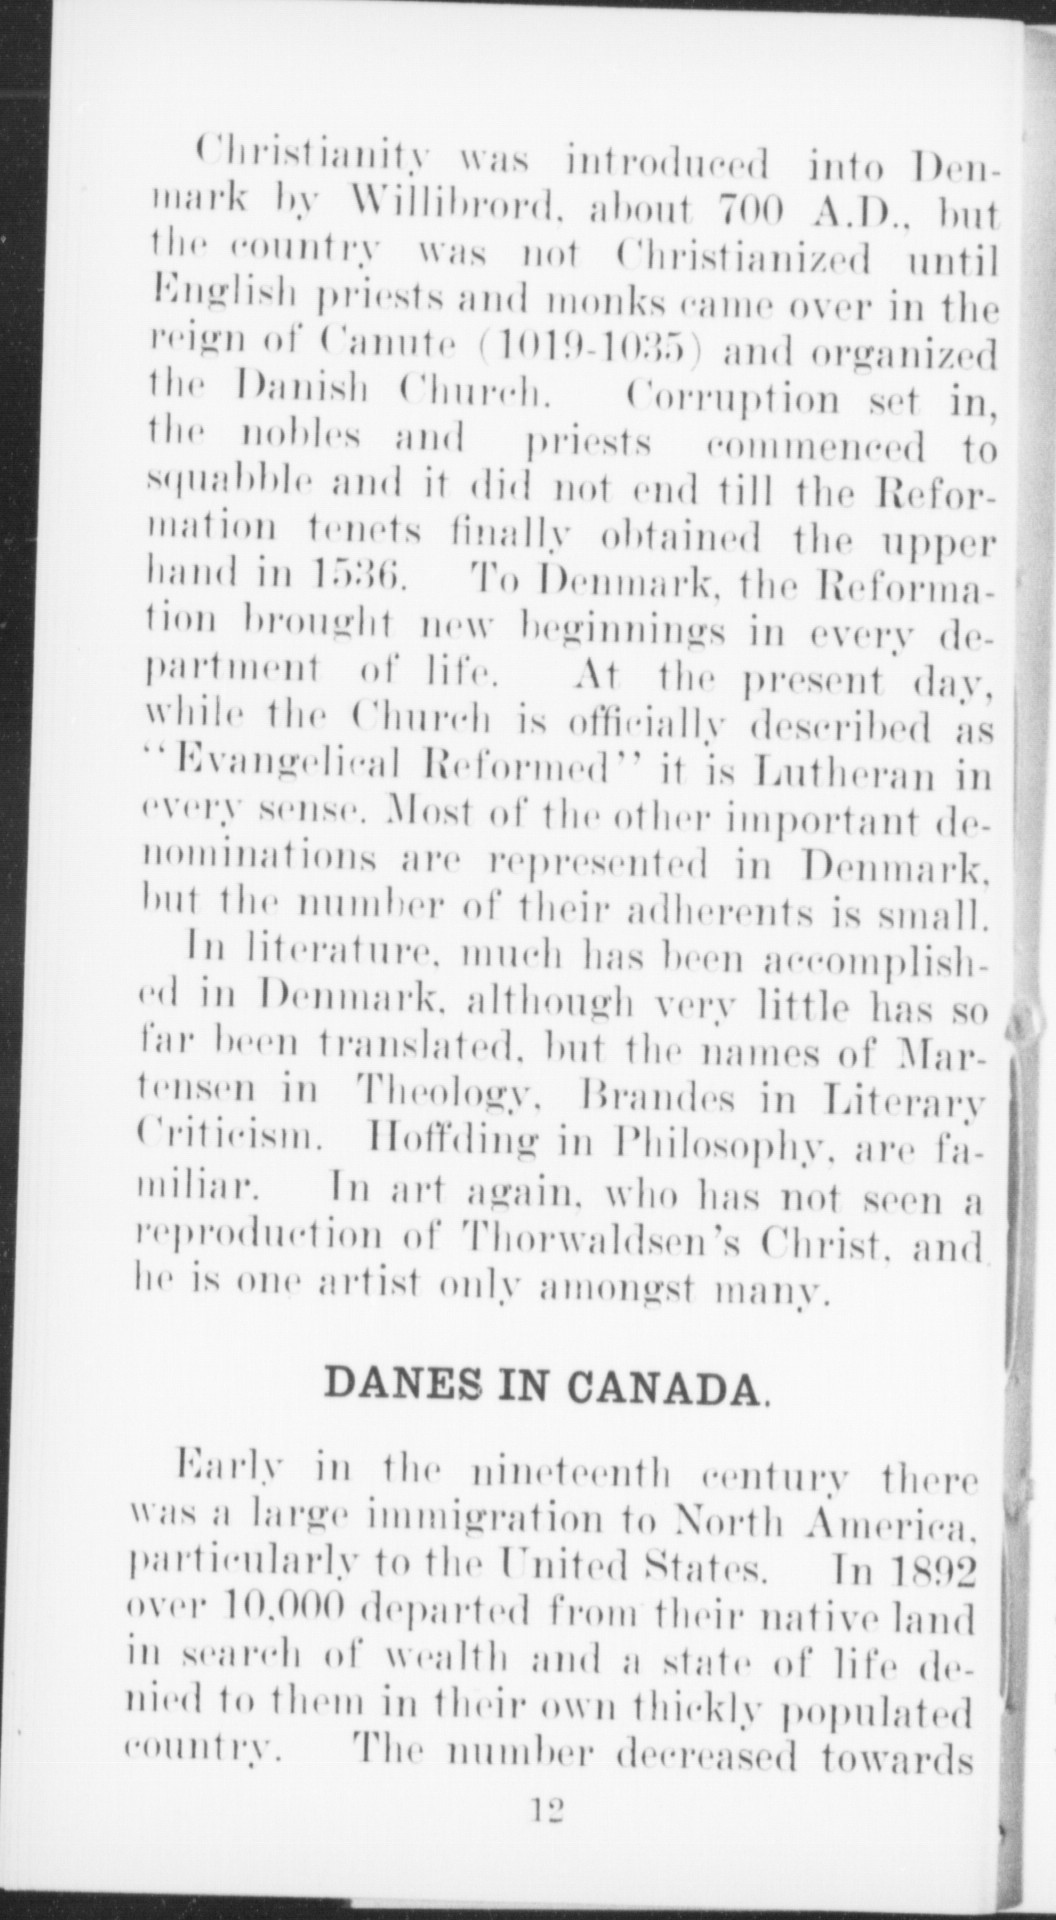 Christianity was introduced into Den-
mark by Willibrord, about 700 A.D., but
the country was not Christianized until
English priests and monks came over in the
reign of Canute (1019-1035) and organized
the Danish Church. Corruption set in,
the nobles and priests commenced to
squabble and it did not end till the Refor-
mation tenets finally obtained the upper
hand in 1536. To Denmark, the Reforma-
tion brought new beginnings in every de-
partment of life. At the present day,
while the Church is officially described as
"Evangelical Reformed" it is Lutheran in
every sense. Most of the other important de-
nominations are represented in Denmark,
but the number of their adherents is small.
In literature, much has been accomplish-
ed in Denmark, although very little has so
far been translated, but the names of Mar-
tensen in Theology, Brandes in Literary
Criticism. Hoffding in Philosophy, are fa-
miliar. In art again, who has not seen a
reproduction of Thorwaldsen's Christ, and
he is one artist only amongst many.
DANES IN CANADA.
Early in the nineteenth century there
was a large immigration to North America,
particularly to the United States. In 1892
over 10,000 departed from their native land
in search of wealth and a state of life de-
nied to them in their own thickly populated
country. The number decreased towards
12